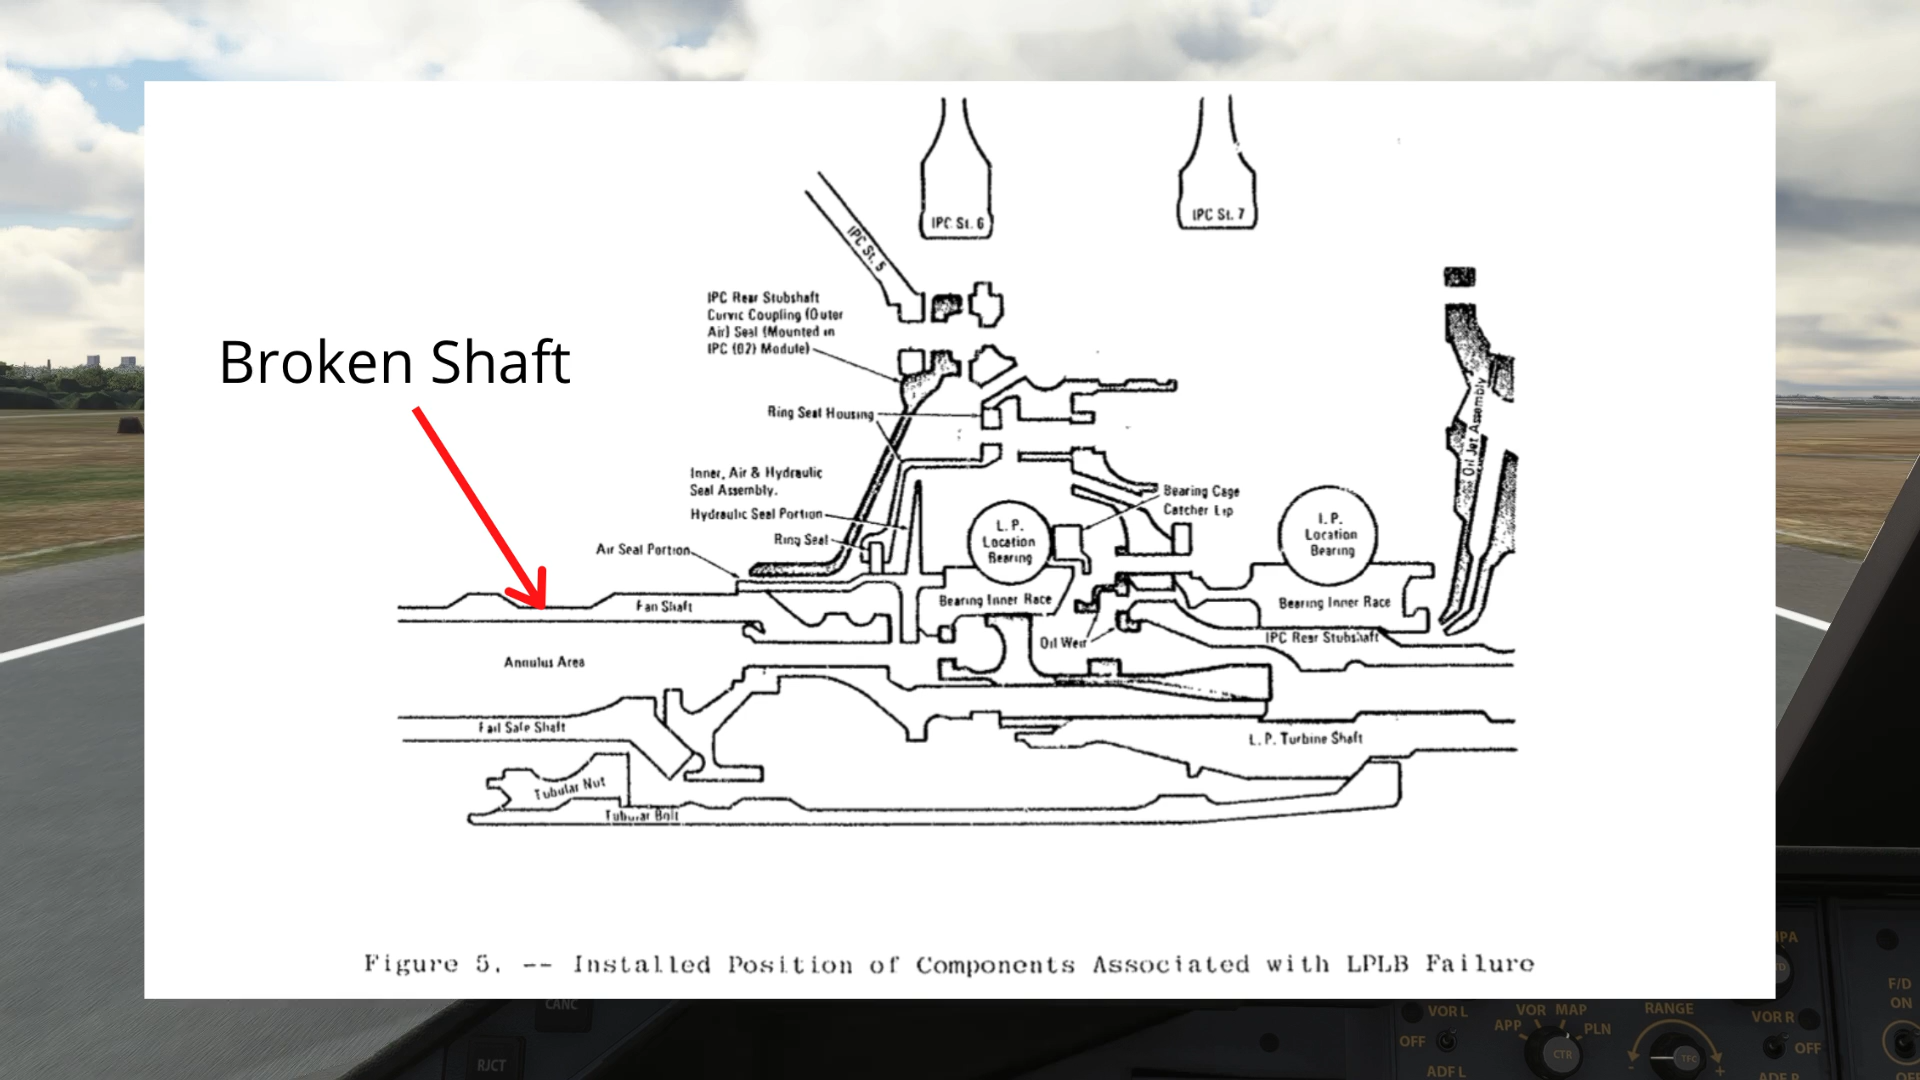 IPC St. 6
IPC St. 7
IPC St. 5
IPC Rear Stubshaft
Curvic Coupling (Outer
Air) Seal (Mounted in
IPC (02) Module)
Broken Shaft
Ring Seal Housing
Oil Jet Assembly
Inner, Air & Hydraulic
Seal Assembly.
Hydraulic Seal Portion
Ring Seal
Air Seal Portion
Bearing Cage
Catcher Lip
L. P.
Location
Bearing
I. P.
Location
Bearing
Fan Shaft
Bearing Inner Race
Bearing Inner Race
Oil Weir
IPC Rear Stubshaft
Annulus Area
Fail Safe Shaft
L. P. Turbine Shaft
Tubular Nut
Tubular Bolt
Figure 5. -- Installed Position of Components Associated with LPLB Failure
CANC
RJCT
VOR L
OFF
ADF L
APP
VOR
MAP
PLN
CTR
RANGE
TFC
- +
VOR R
OFF
F/D
ON